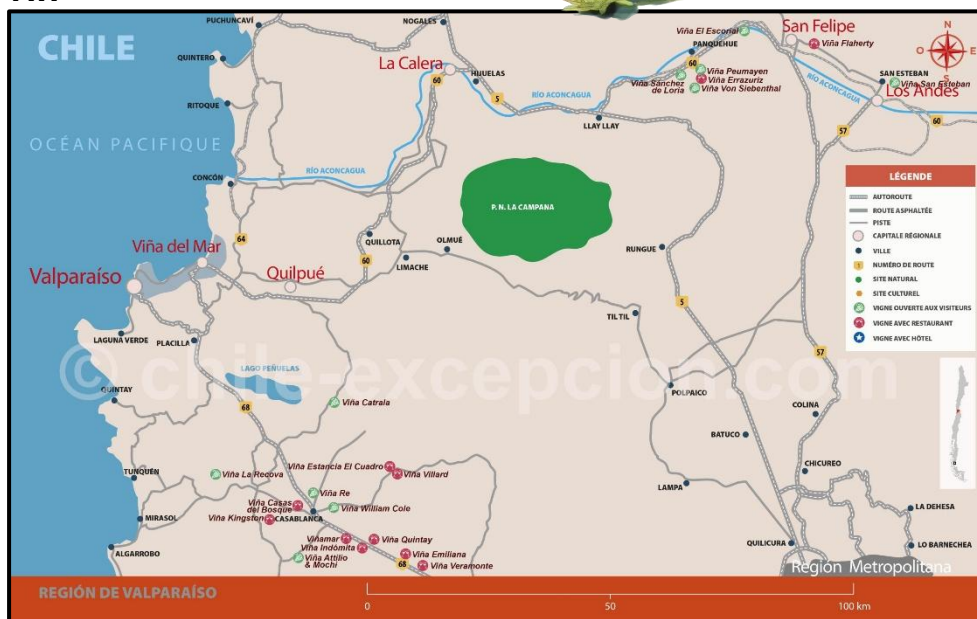 CHILE
OCÉAN PACIFIQUE
PUCHUNCAVÍ
NOGALES
QUINTERO
La Calera
HIJUELAS
60
5
RITOQUE
RÍO ACONCAGUA
CONCÓN
LLAY LLAY
Viña El Escorial
PANQUEHUE
60
Viña Peumayen
Viña Errazuriz
Viña Von Siebenthal
Viña Sánchez
de Loria
San Felipe
Viña Flaherty
N
O
E
S
SAN ESTEBAN
Viña San Esteban
Los Andes
RÍO ACONCAGUA
60
57
P. N. LA CAMPANA
LÉGENDE
AUTOROUTE
ROUTE ASPHALTÉE
PISTE
CAPITALE RÉGIONALE
VILLE
5
NUMÉRO DE ROUTE
SITE NATURAL
SITE CULTUREL
VIGNE OUVERTE AUX VISITEURS
VIGNE AVEC RESTAURANT
VIGNE AVEC HÔTEL
64
Viña del Mar
Valparaíso
Quilpué
QUILLOTA
60
OLMUÉ
LIMACHE
RUNGUE
5
TIL TIL
57
LAGUNA VERDE
PLACILLA
© chile-excepcion.com
LAGO PEÑUELAS
QUINTAY
68
Viña Catrala
POLPAICO
COLINA
BATUCO
CHICUREO
TUNQUÉN
Viña La Recova
Viña Estancia El Cuadro
Viña Villard
Viña Re
LAMPA
Viña Casas
del Bosque
Viña William Cole
Viña Kingston
CASABLANCA
MIRASOL
LA DEHESA
Viñamar
Viña Quintay
Viña Indómita
Viña Emiliana
Viña Attilio
& Mochi
68
Viña Veramonte
ALGARROBO
QUILICURA
LO BARNECHEA
Región Metropolitana
REGIÓN DE VALPARAÍSO
0
50
100 km